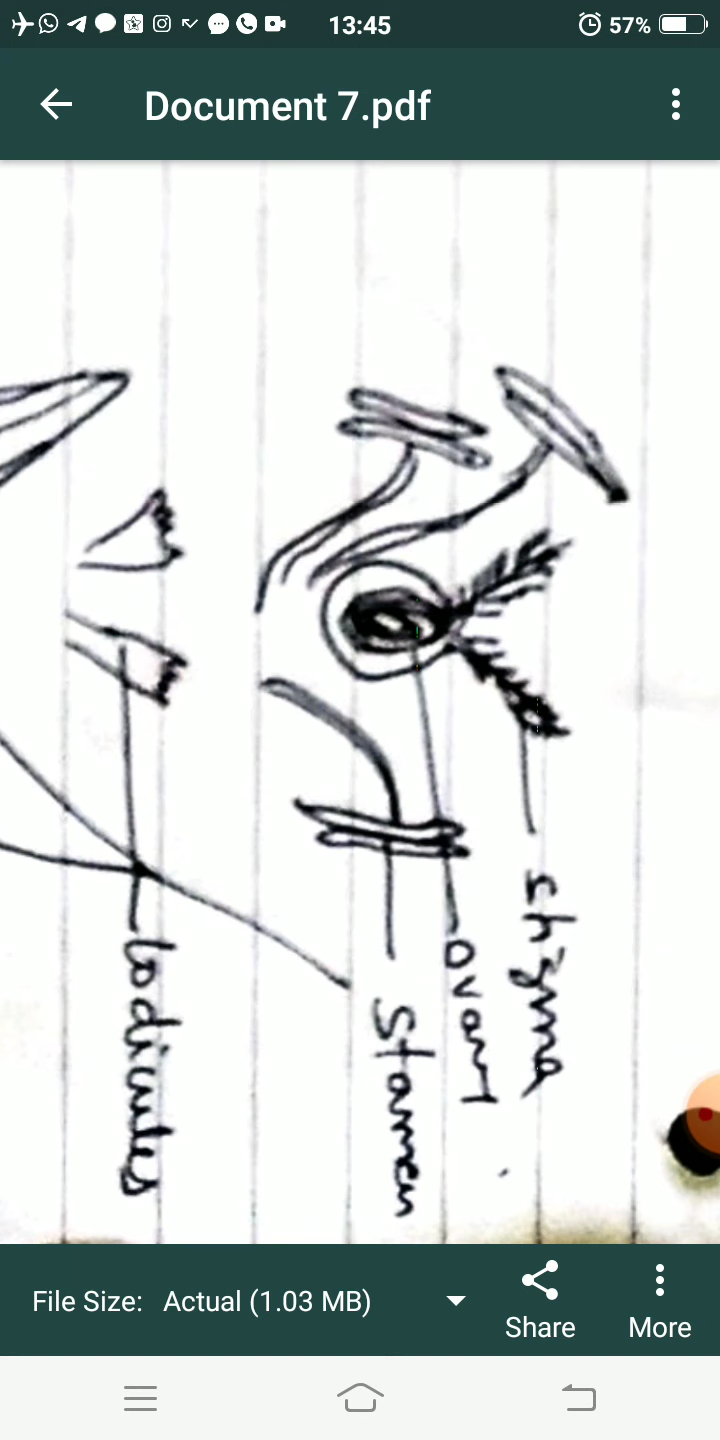 13:45
57%
Document 7.pdf
stigma
ovary
Stamen
lodicules
File Size: Actual (1.03 MB)
Share
More